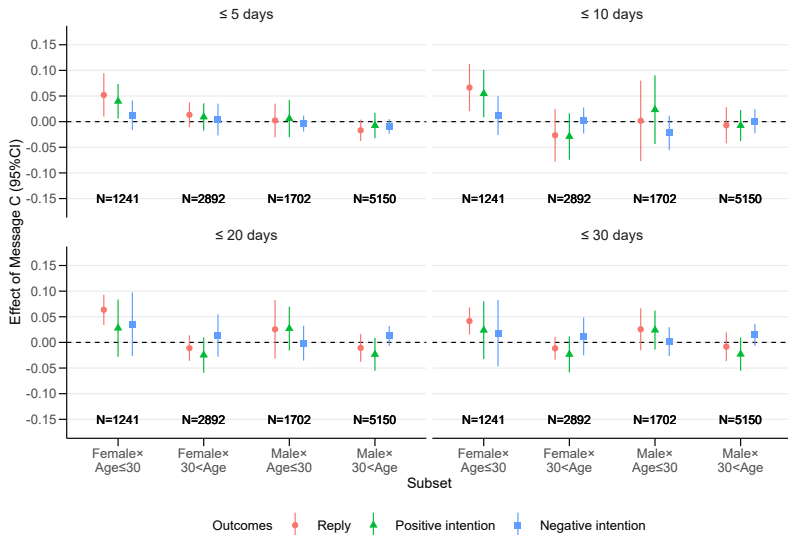 ≤ 5 days
≤ 10 days
Effect of Message C (95%CI)
0.15
0.10
0.05
0.00
-0.05
-0.10
-0.15
N=1241 N=2892 N=1702 N=5150
N=1241 N=2892 N=1702 N=5150
≤ 20 days
≤ 30 days
0.15
0.10
0.05
0.00
-0.05
-0.10
-0.15
N=1241 N=2892 N=1702 N=5150
N=1241 N=2892 N=1702 N=5150
Female× Female× Male× Male×
Age≤30 30<Age Age≤30 30<Age
Female× Female× Male× Male×
Age≤30 30<Age Age≤30 30<Age
Subset
Outcomes Reply Positive intention Negative intention